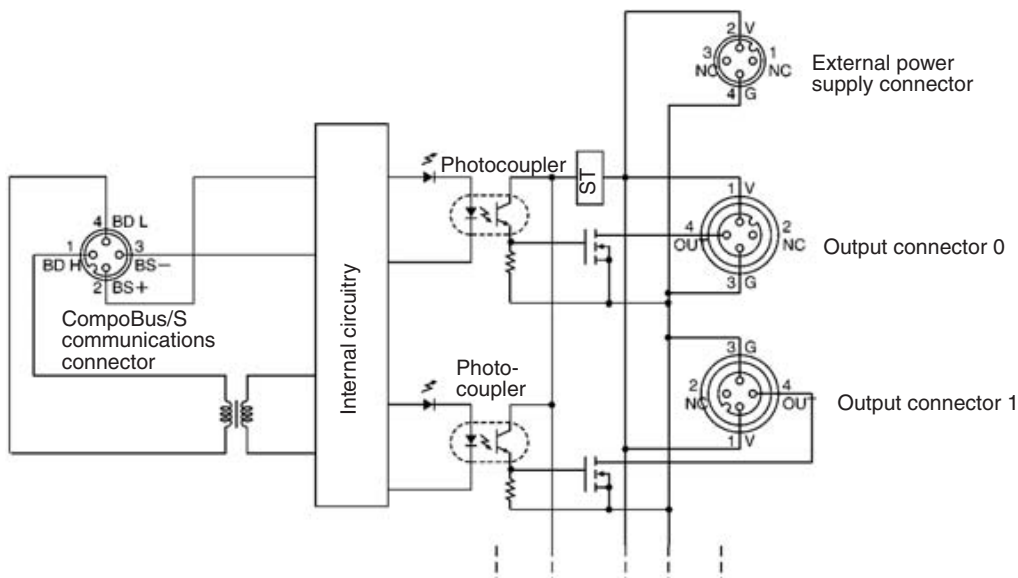 2 V
3
NC
1
NC
4 G
External power
supply connector
Photocoupler
ST
1 V
4
OUT
2
NC
3 G
Output connector 0
4 BD L
1
BD H
3
BS−
2 BS+
CompoBus/S
communications
connector
Internal circuitry
Photo-
coupler
3 G
2
NC
4
OUT
1 V
Output connector 1